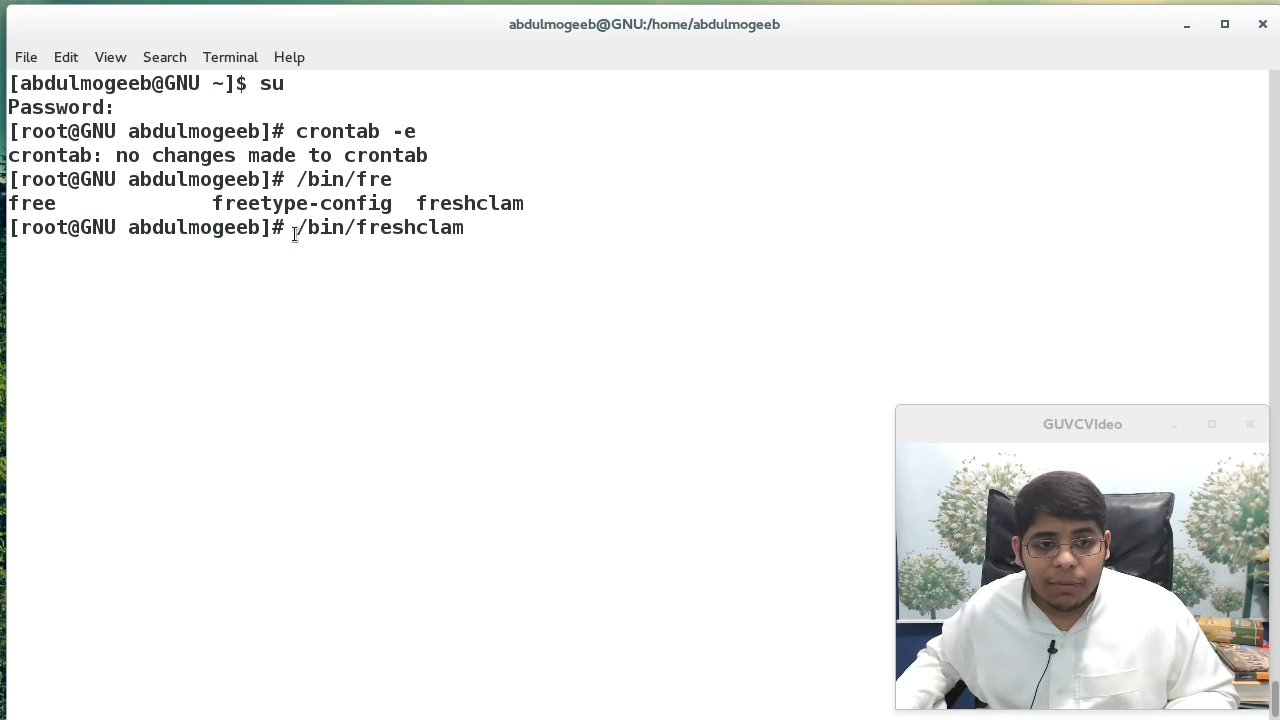 abdulmogeeb@GNU:/home/abdulmogeeb
File Edit View Search Terminal Help
[abdulmogeeb@GNU ~]$ su
Password:
[root@GNU abdulmogeeb]# crontab -e
crontab: no changes made to crontab
[root@GNU abdulmogeeb]# /bin/fre
free freetype-config freshclam
[root@GNU abdulmogeeb]# /bin/freshclam
GUVCVIdeo